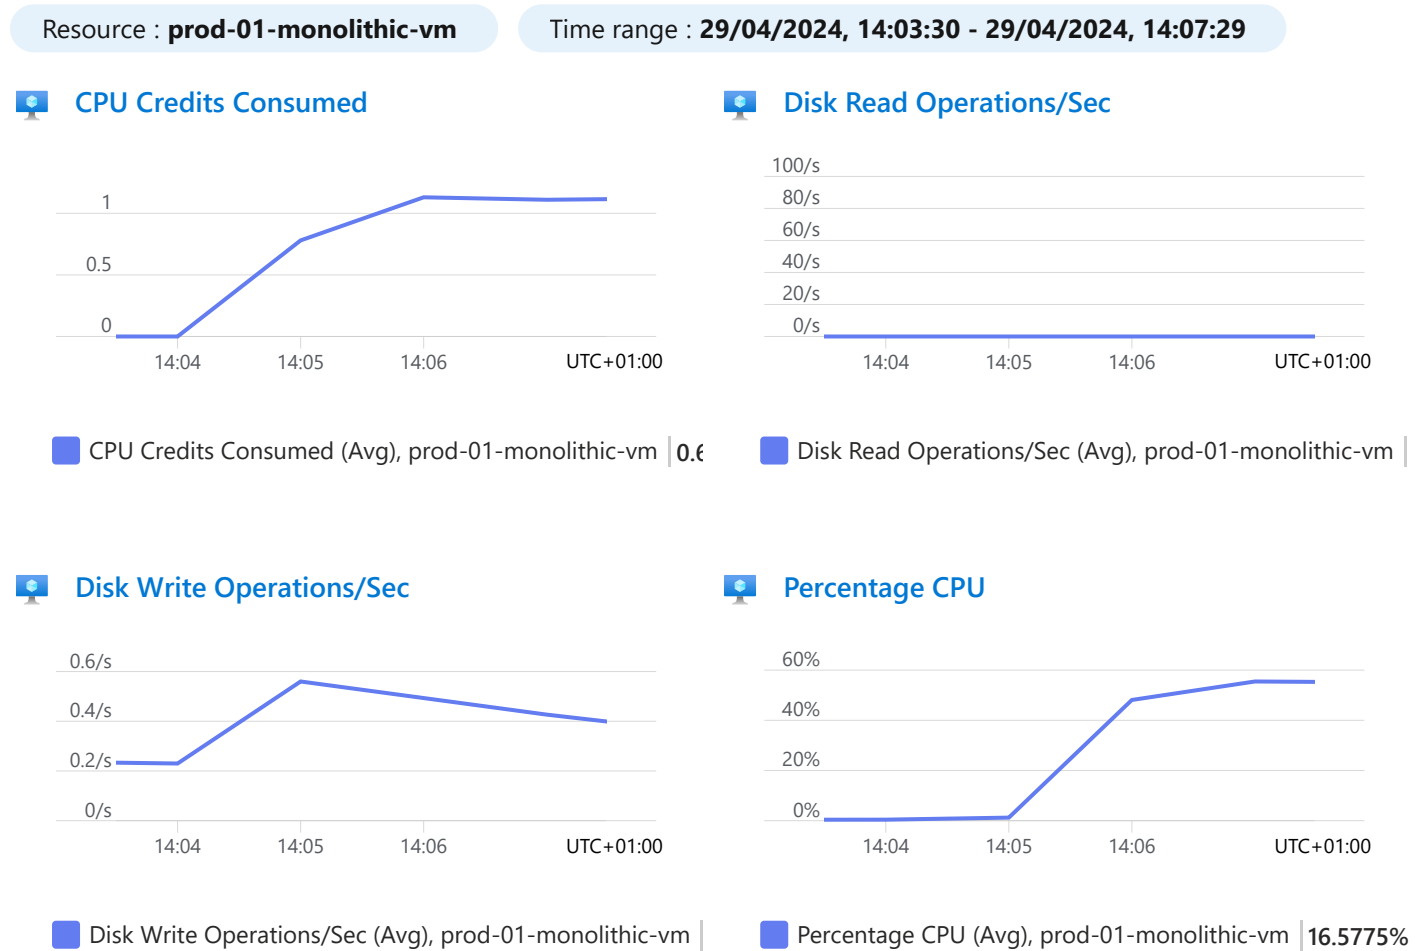 Resource : prod-01-monolithic-vm
Time range : 29/04/2024, 14:03:30 - 29/04/2024, 14:07:29
CPU Credits Consumed
1
0.5
0
14:04 14:05 14:06 UTC+01:00
CPU Credits Consumed (Avg), prod-01-monolithic-vm
Disk Read Operations/Sec
100/s
80/s
60/s
40/s
20/s
0/s
14:04 14:05 14:06 UTC+01:00
Disk Read Operations/Sec (Avg), prod-01-monolithic-vm
Disk Write Operations/Sec
0.6/s
0.4/s
0.2/s
0/s
14:04 14:05 14:06 UTC+01:00
Disk Write Operations/Sec (Avg), prod-01-monolithic-vm
Percentage CPU
60%
40%
20%
0%
14:04 14:05 14:06 UTC+01:00
Percentage CPU (Avg), prod-01-monolithic-vm 16.5775%